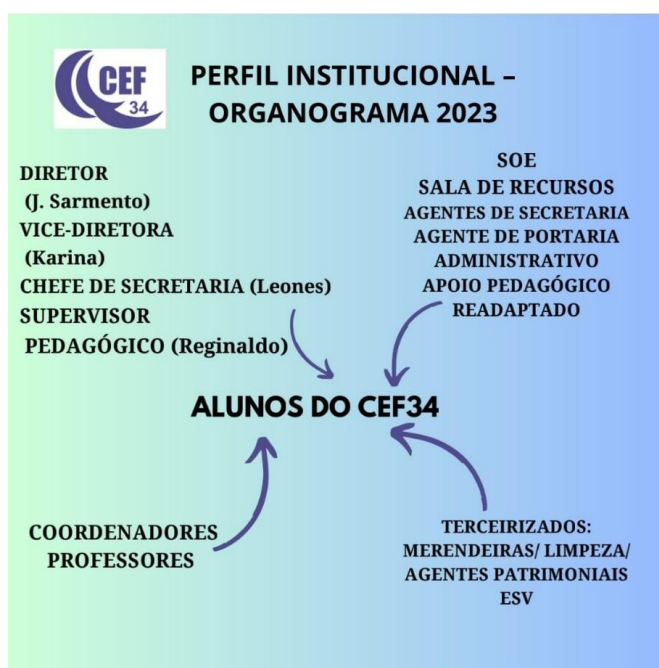 CEF
34
PERFIL INSTITUCIONAL –
ORGANOGRAMA 2023
DIRETOR
(J. Sarmento)
VICE-DIRETORA
(Karina)
CHEFE DE SECRETARIA (Leones)
SUPERVISOR
PEDAGÓGICO (Reginaldo)
SOE
SALA DE RECURSOS
AGENTES DE SECRETARIA
AGENTE DE PORTARIA
ADMINISTRATIVO
APOIO PEDAGÓGICO
READAPTADO
ALUNOS DO CEF34
COORDENADORES
PROFESSORES
TERCEIRIZADOS:
MERENDEIRAS/ LIMPEZA/
AGENTES PATRIMONIAIS
ESV